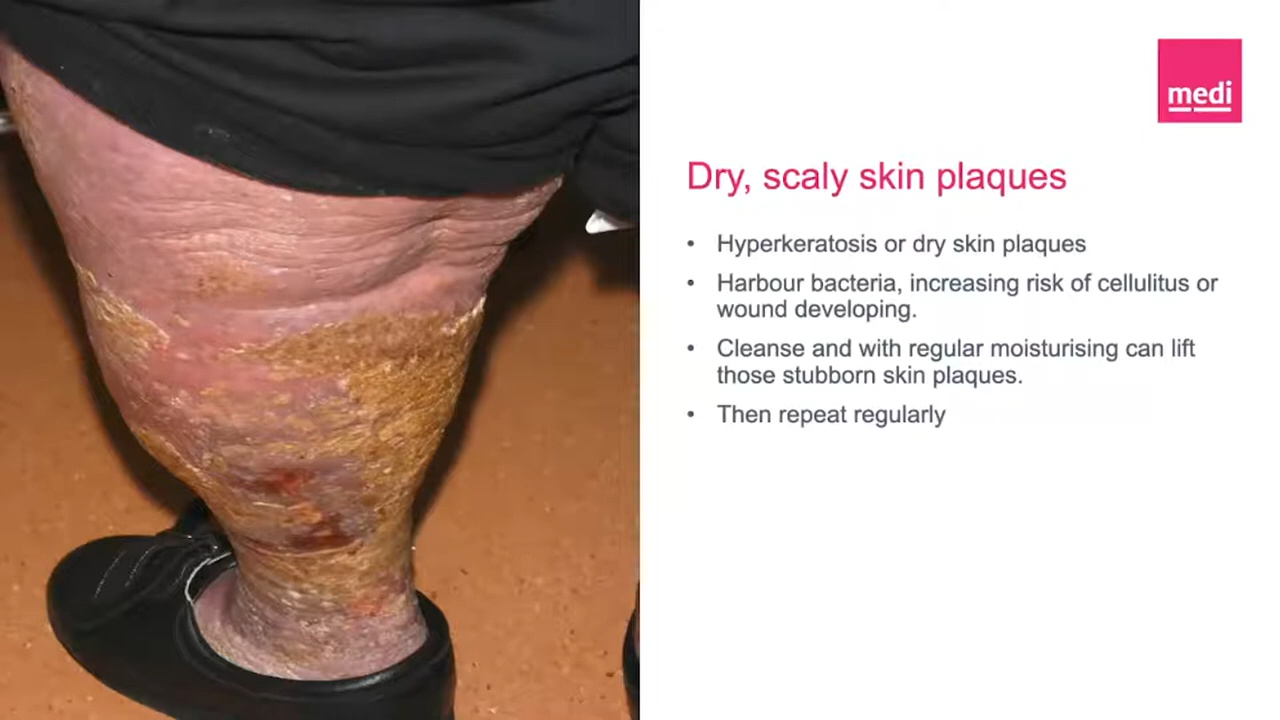 medi
Dry, scaly skin plaques
• Hyperkeratosis or dry skin plaques
• Harbour bacteria, increasing risk of cellulitus or
wound developing.
• Cleanse and with regular moisturising can lift
those stubborn skin plaques.
• Then repeat regularly